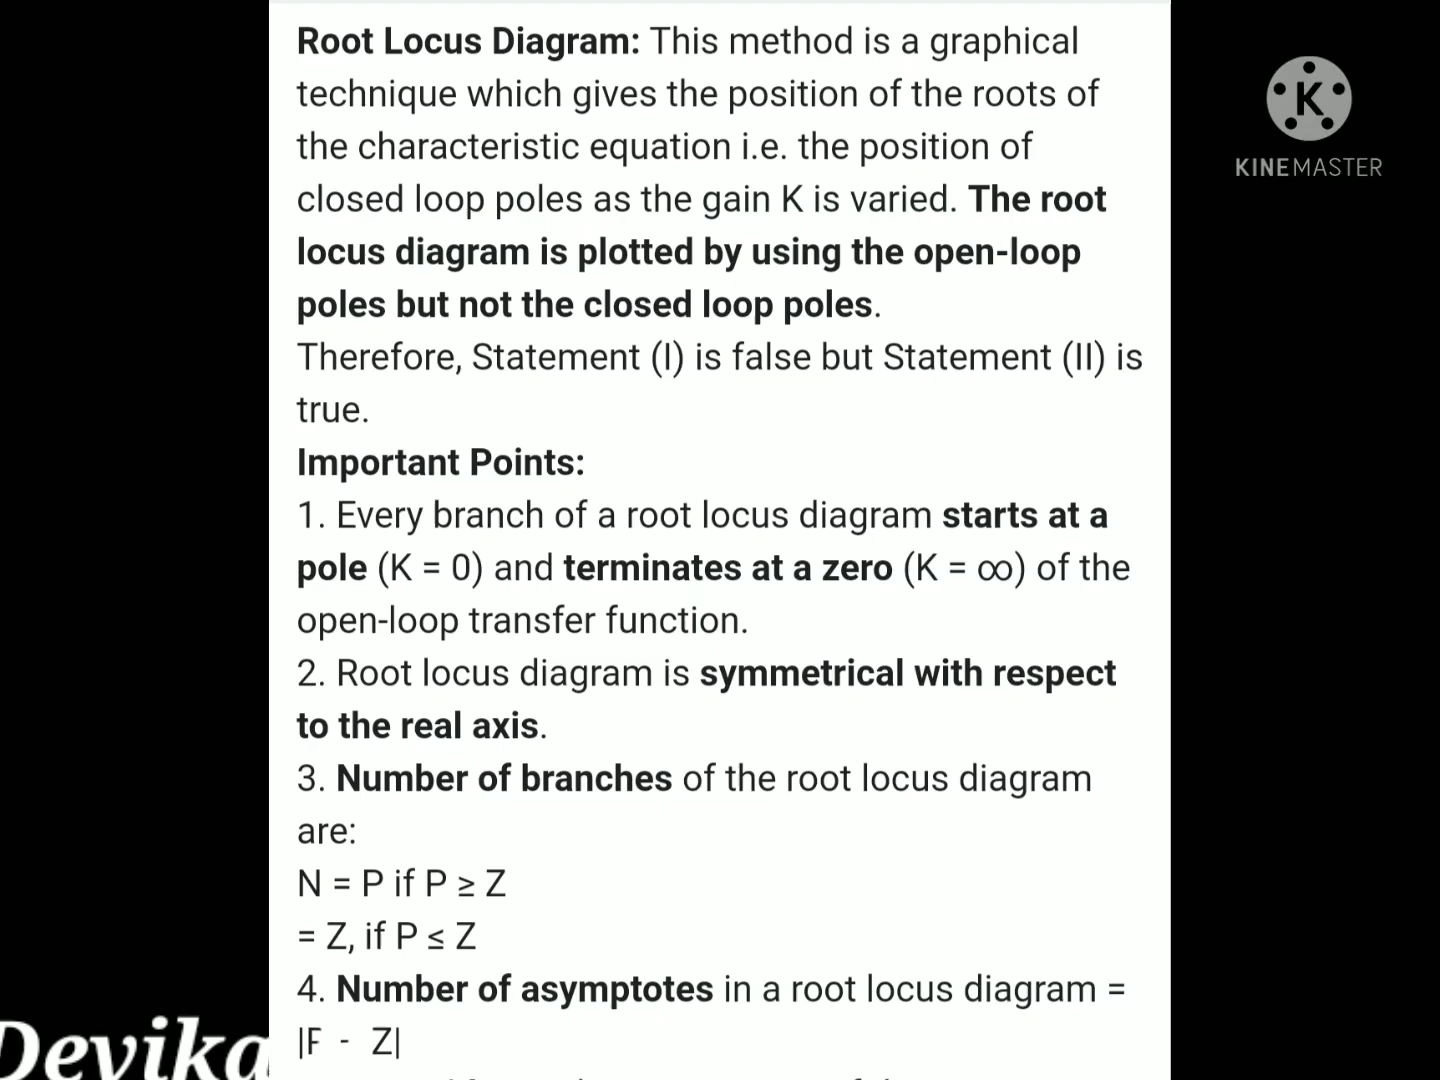 Root Locus Diagram: This method is a graphical
technique which gives the position of the roots of
the characteristic equation i.e. the position of
closed loop poles as the gain K is varied. The root
locus diagram is plotted by using the open-loop
poles but not the closed loop poles.
Therefore, Statement (I) is false but Statement (II) is
true.
Important Points:
1. Every branch of a root locus diagram starts at a
pole (K = 0) and terminates at a zero (K = ∞) of the
open-loop transfer function.
2. Root locus diagram is symmetrical with respect
to the real axis.
3. Number of branches of the root locus diagram
are:
N = P if P ≥ Z
= Z, if P ≤ Z
4. Number of asymptotes in a root locus diagram =
|F - Z|
K
KINEMASTER
Devika